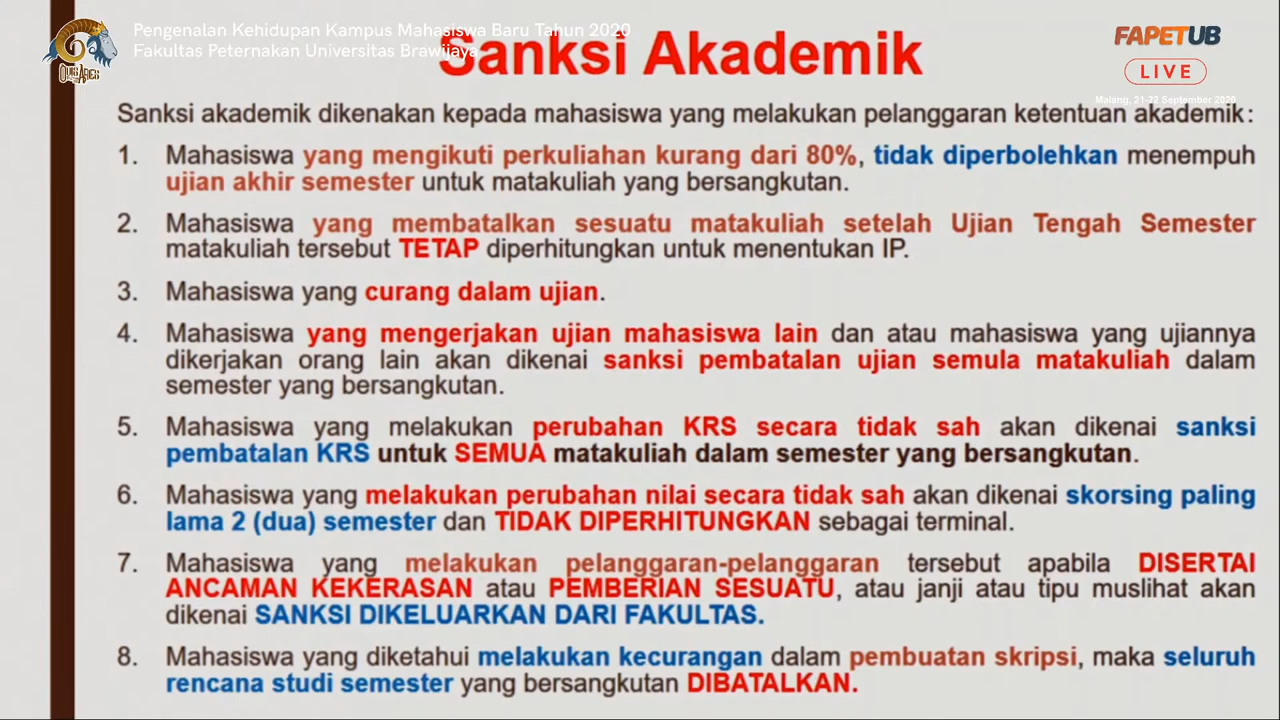 Pengenalan Kehidupan Kampus Mahasiswa Baru Tahun 2020
Fakultas Peternakan Universitas Brawijaya
Sanksi Akademik
FAPETUB
LIVE
Malang, 21-22 September 2020
Sanksi akademik dikenakan kepada mahasiswa yang melakukan pelanggaran ketentuan akademik:
1. Mahasiswa yang mengikuti perkuliahan kurang dari 80%, tidak diperbolehkan menempuh
ujian akhir semester untuk matakuliah yang bersangkutan.
2. Mahasiswa yang membatalkan sesuatu matakuliah setelah Ujian Tengah Semester
matakuliah tersebut TETAP diperhitungkan untuk menentukan IP.
3. Mahasiswa yang curang dalam ujian.
4. Mahasiswa yang mengerjakan ujian mahasiswa lain dan atau mahasiswa yang ujiannya
dikerjakan orang lain akan dikenai sanksi pembatalan ujian semula matakuliah dalam
semester yang bersangkutan.
5. Mahasiswa yang melakukan perubahan KRS secara tidak sah akan dikenai sanksi
pembatalan KRS untuk SEMUA matakuliah dalam semester yang bersangkutan.
6. Mahasiswa yang melakukan perubahan nilai secara tidak sah akan dikenai skorsing paling
lama 2 (dua) semester dan TIDAK DIPERHITUNGKAN sebagai terminal.
7. Mahasiswa yang melakukan pelanggaran-pelanggaran tersebut apabila DISERTAI
ANCAMAN KEKERASAN atau PEMBERIAN SESUATU, atau janji atau tipu muslihat akan
dikenai SANKSI DIKELUARKAN DARI FAKULTAS.
8. Mahasiswa yang diketahui melakukan kecurangan dalam pembuatan skripsi, maka seluruh
rencana studi semester yang bersangkutan DIBATALKAN.